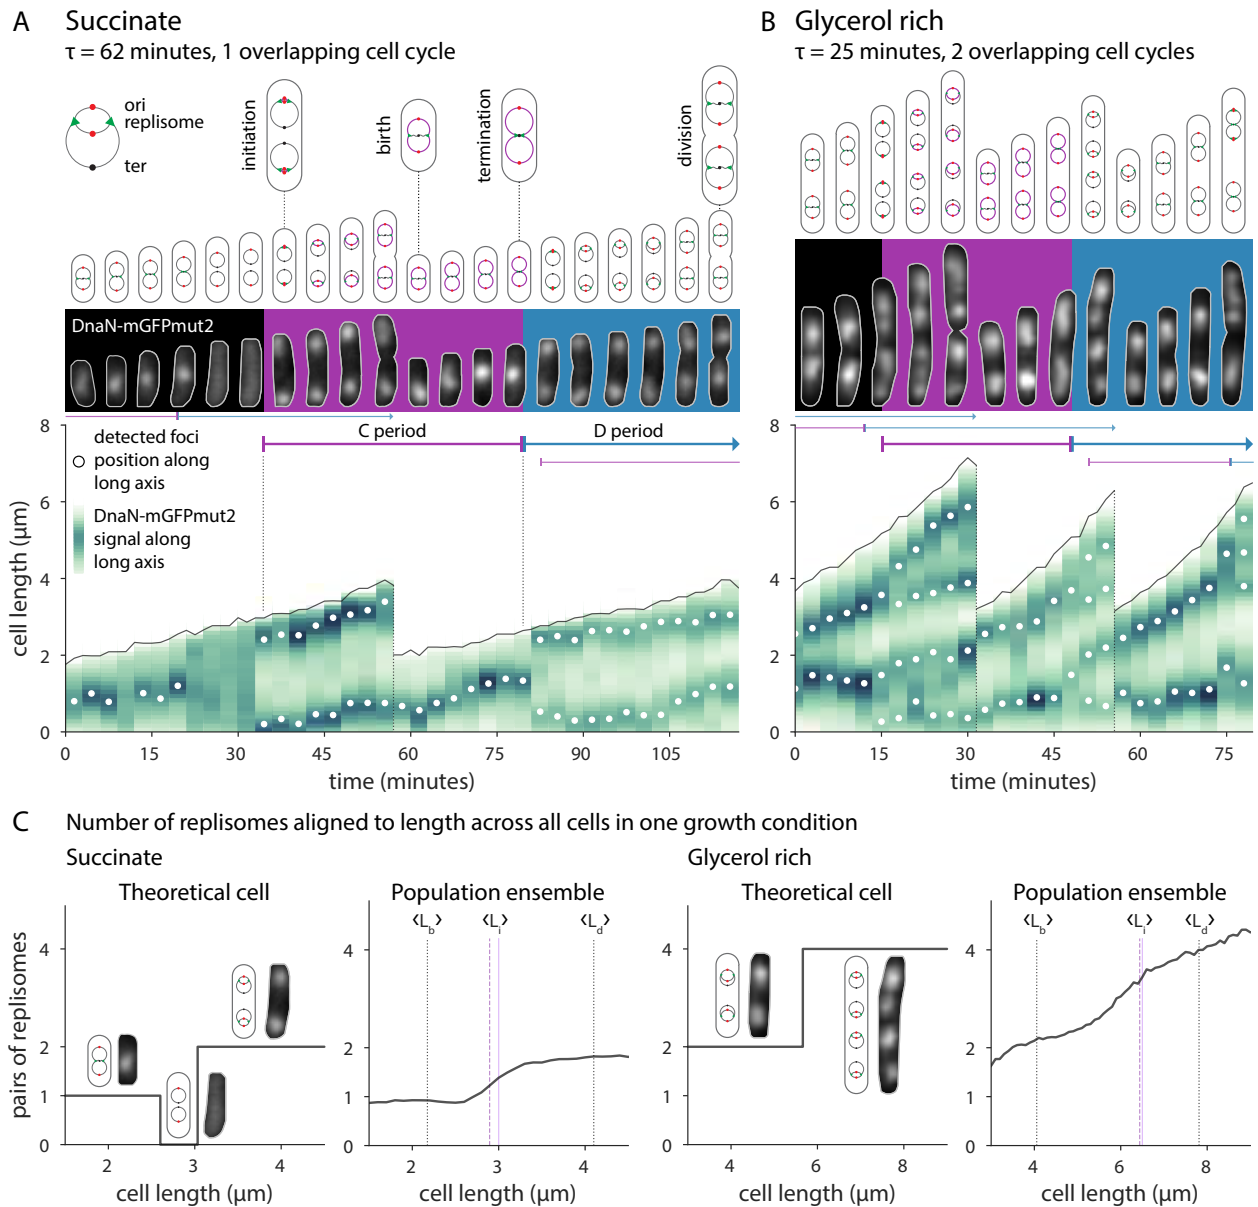 A Succinate
τ = 62 minutes, 1 overlapping cell cycle
ori
replisome
ter
initiation
birth
termination
division
DnaN-mGFPmut2
C period
D period
detected foci
position along
long axis
DnaN-mGFPmut2
signal along
long axis
cell length (μm)
8
6
4
2
0
0 15 30 45 60 75 90 105
time (minutes)
B Glycerol rich
τ = 25 minutes, 2 overlapping cell cycles
8
6
4
2
0
0 15 30 45 60 75
time (minutes)
C Number of replisomes aligned to length across all cells in one growth condition
Succinate
Theoretical cell
pairs of replisomes
4
2
1
0
2 3 4
cell length (μm)
Population ensemble
<L_b> <L_i> <L_d>
4
2
1
0
2 3 4
cell length (μm)
Glycerol rich
Theoretical cell
4
2
1
0
4 6 8
cell length (μm)
Population ensemble
<L_b> <L_i> <L_d>
4
2
1
0
4 6 8
cell length (μm)